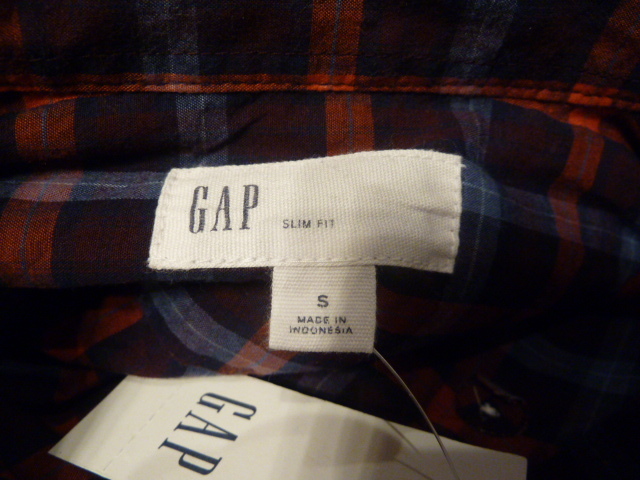 GAP SLIM FIT
S
MADE IN
INDONESIA
GAP